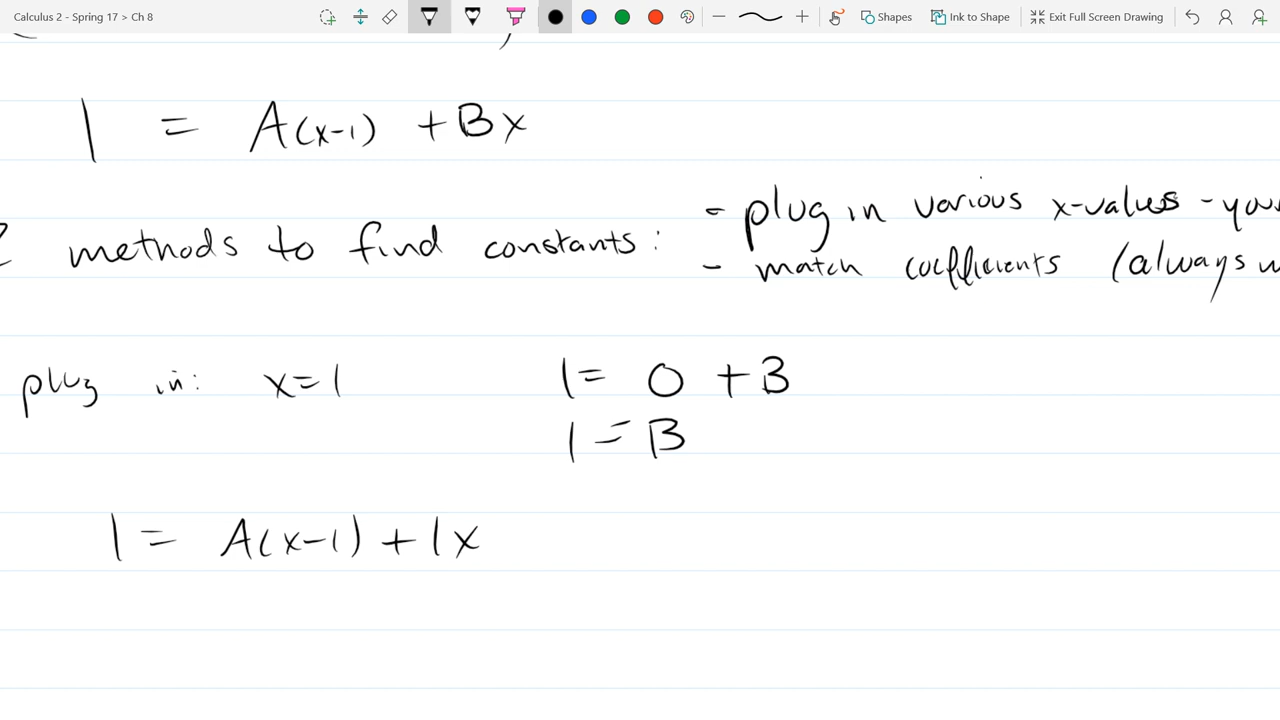 Calculus 2 - Spring 17 > Ch 8 Shapes Ink to Shape Exit Full Screen Drawing
1 = A(x-1) + Bx
2 methods to find constants: - plug in various x-values - you
- match coefficients (always
plug in: x=1 1 = 0 + B
1 = B
1 = A(x-1) + 1x